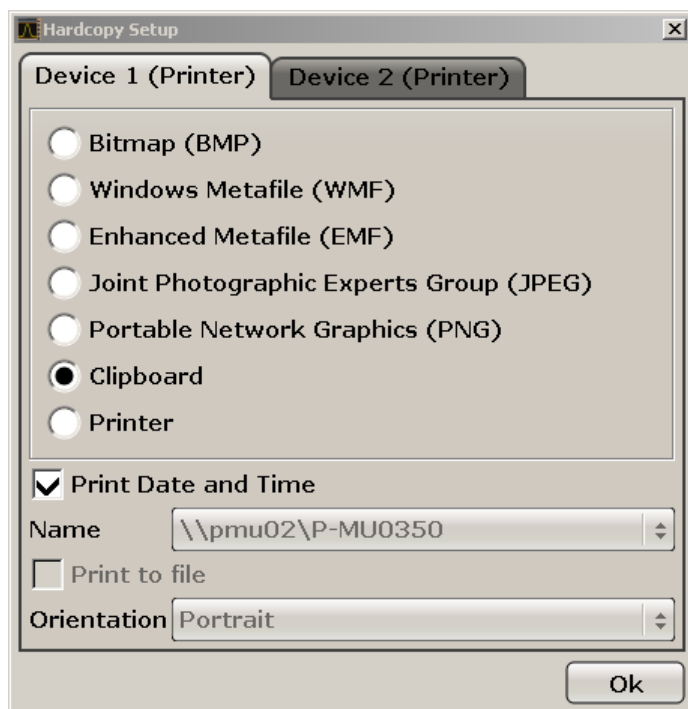 Hardcopy Setup
Device 1 (Printer) Device 2 (Printer)
Bitmap (BMP)
Windows Metafile (WMF)
Enhanced Metafile (EMF)
Joint Photographic Experts Group (JPEG)
Portable Network Graphics (PNG)
Clipboard
Printer
Print Date and Time
Name \\pmu02\P-MU0350
Print to file
Orientation Portrait
Ok